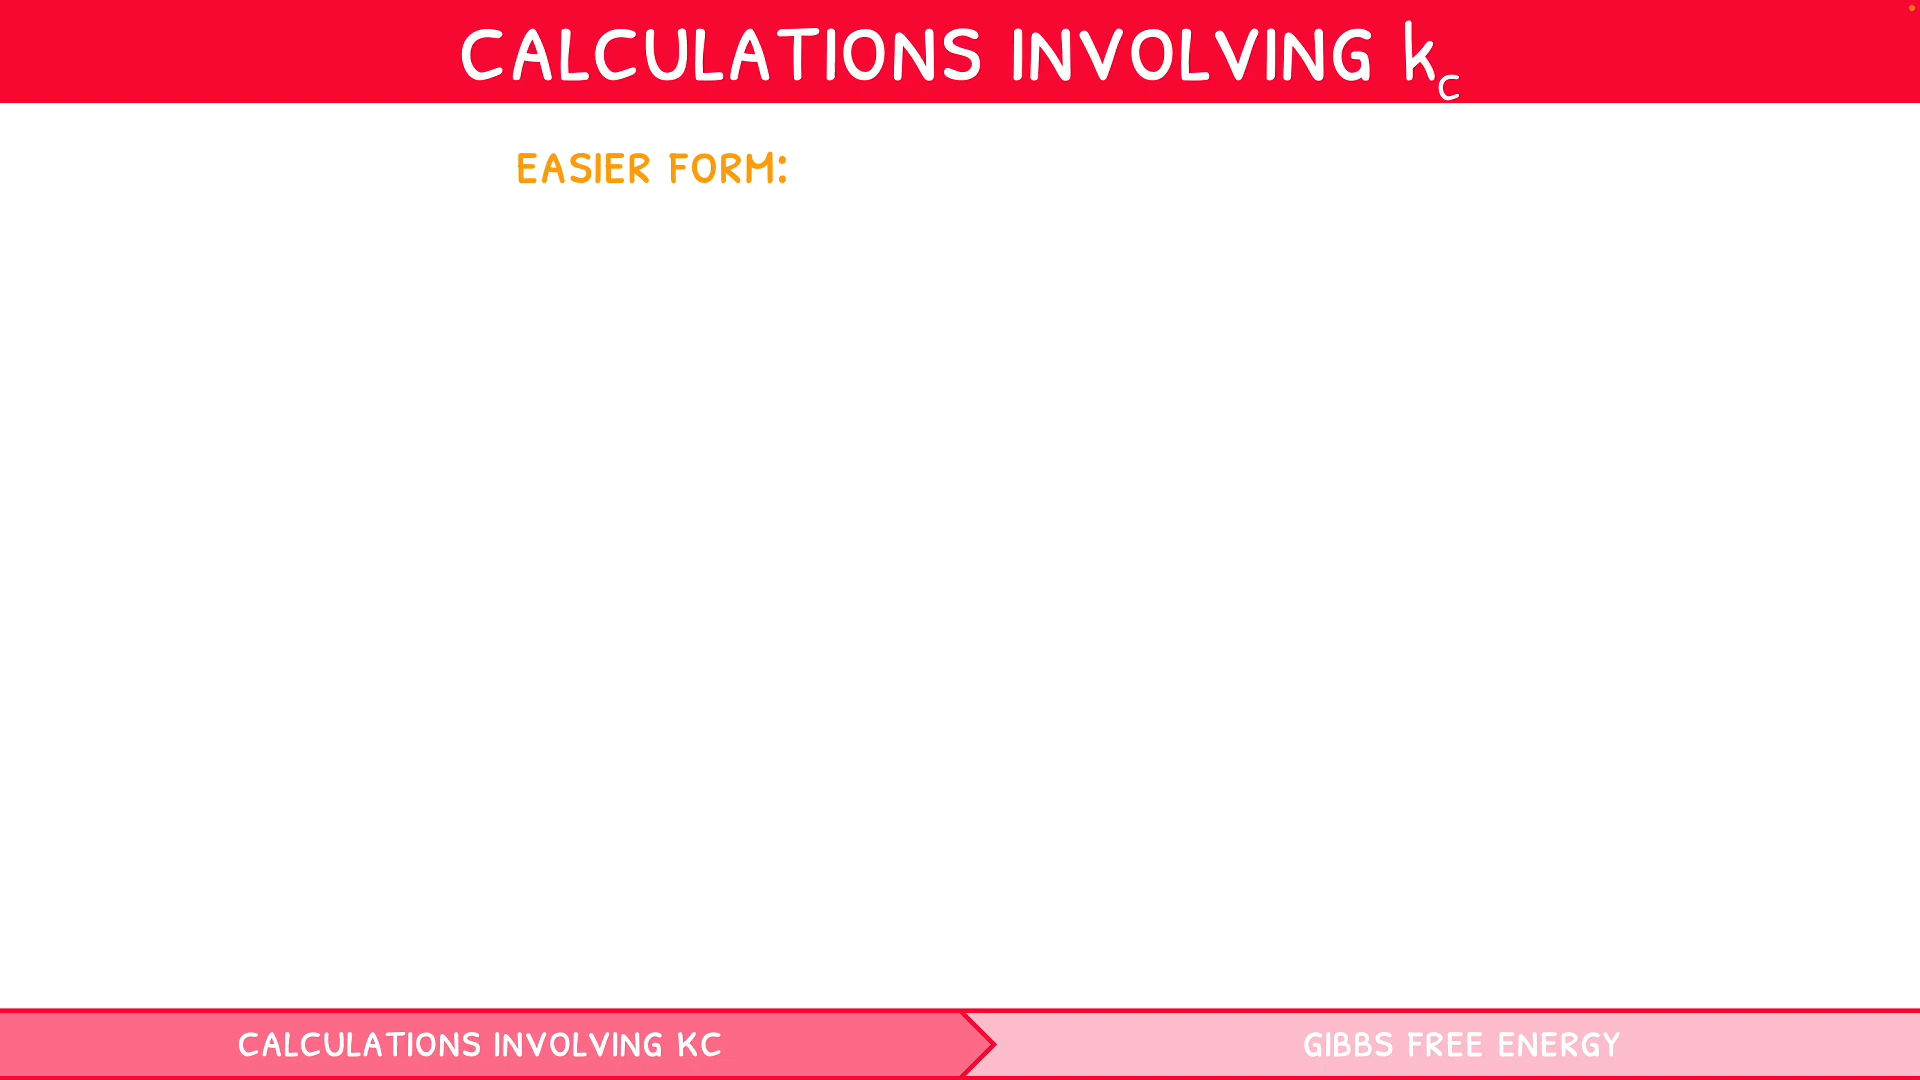 CALCULATIONS INVOLVING kc
EASIER FORM:
CALCULATIONS INVOLVING KC
GIBBS FREE ENERGY